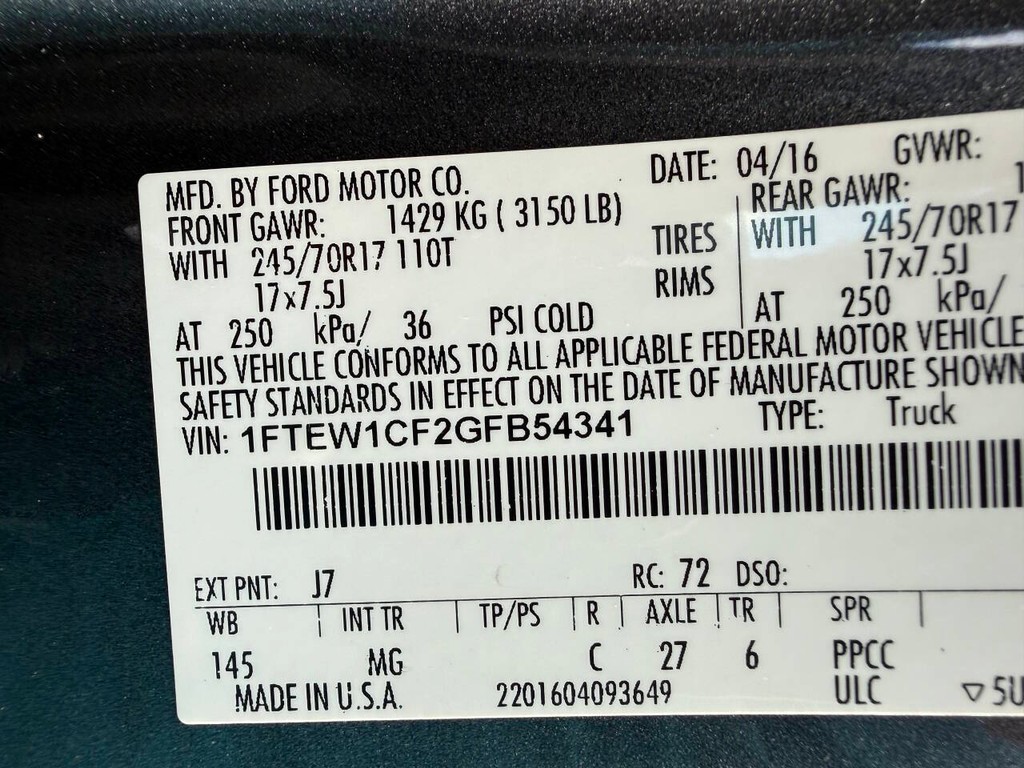 MFD. BY FORD MOTOR CO. DATE: 04/16 GVWR:
FRONT GAWR: 1429 KG ( 3150 LB) REAR GAWR:
WITH 245/70R17 110T TIRES WITH 245/70R17
17x7.5J RIMS 17x7.5J
AT 250 kPa/ 36 PSI COLD AT 250 kPa/
THIS VEHICLE CONFORMS TO ALL APPLICABLE FEDERAL MOTOR VEHICLE
SAFETY STANDARDS IN EFFECT ON THE DATE OF MANUFACTURE SHOWN
VIN: 1FTEW1CF2GFB54341 TYPE: Truck
EXT PNT: J7 RC: 72 DSO:
WB INT TR TP/PS R AXLE TR SPR
145 MG C 27 6 PPCC
MADE IN U.S.A. 2201604093649 ULC ▽ 5U